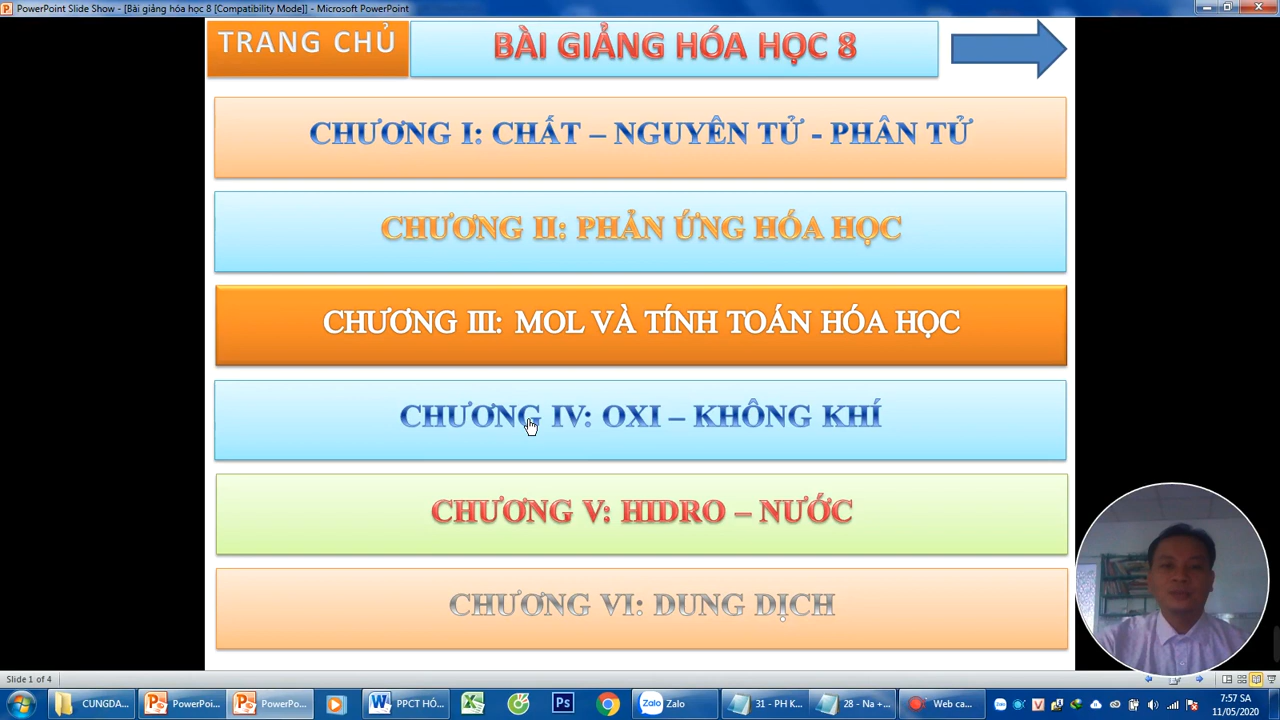 PowerPoint Slide Show - [Bài giảng hóa học 8 [Compatibility Mode]] - Microsoft PowerPoint
TRANG CHỦ
BÀI GIẢNG HÓA HỌC 8
CHƯƠNG I: CHẤT – NGUYÊN TỬ - PHÂN TỬ
CHƯƠNG II: PHẢN ỨNG HÓA HỌC
CHƯƠNG III: MOL VÀ TÍNH TOÁN HÓA HỌC
CHƯƠNG IV: OXI – KHÔNG KHÍ
CHƯƠNG V: HIDRO – NƯỚC
CHƯƠNG VI: DUNG DỊCH
Slide 1 of 4
CUNGDA... PowerPoi... PowerPo... PPCT HÓ... Ps Zalo Zalo 31 - PH K... 28 - Na +... Web ca... 7:57 SA
11/05/2020